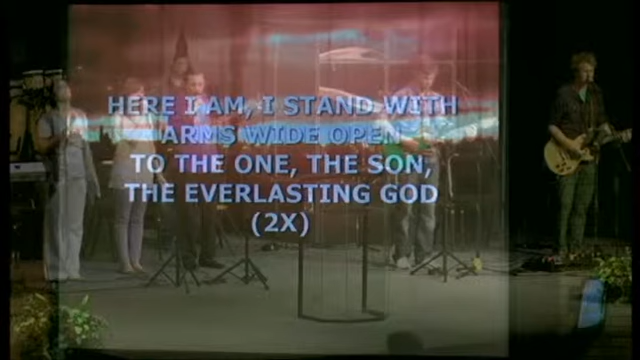 HERE I AM, I STAND WITH
ARMS WIDE OPEN
TO THE ONE, THE SON,
THE EVERLASTING GOD
(2X)